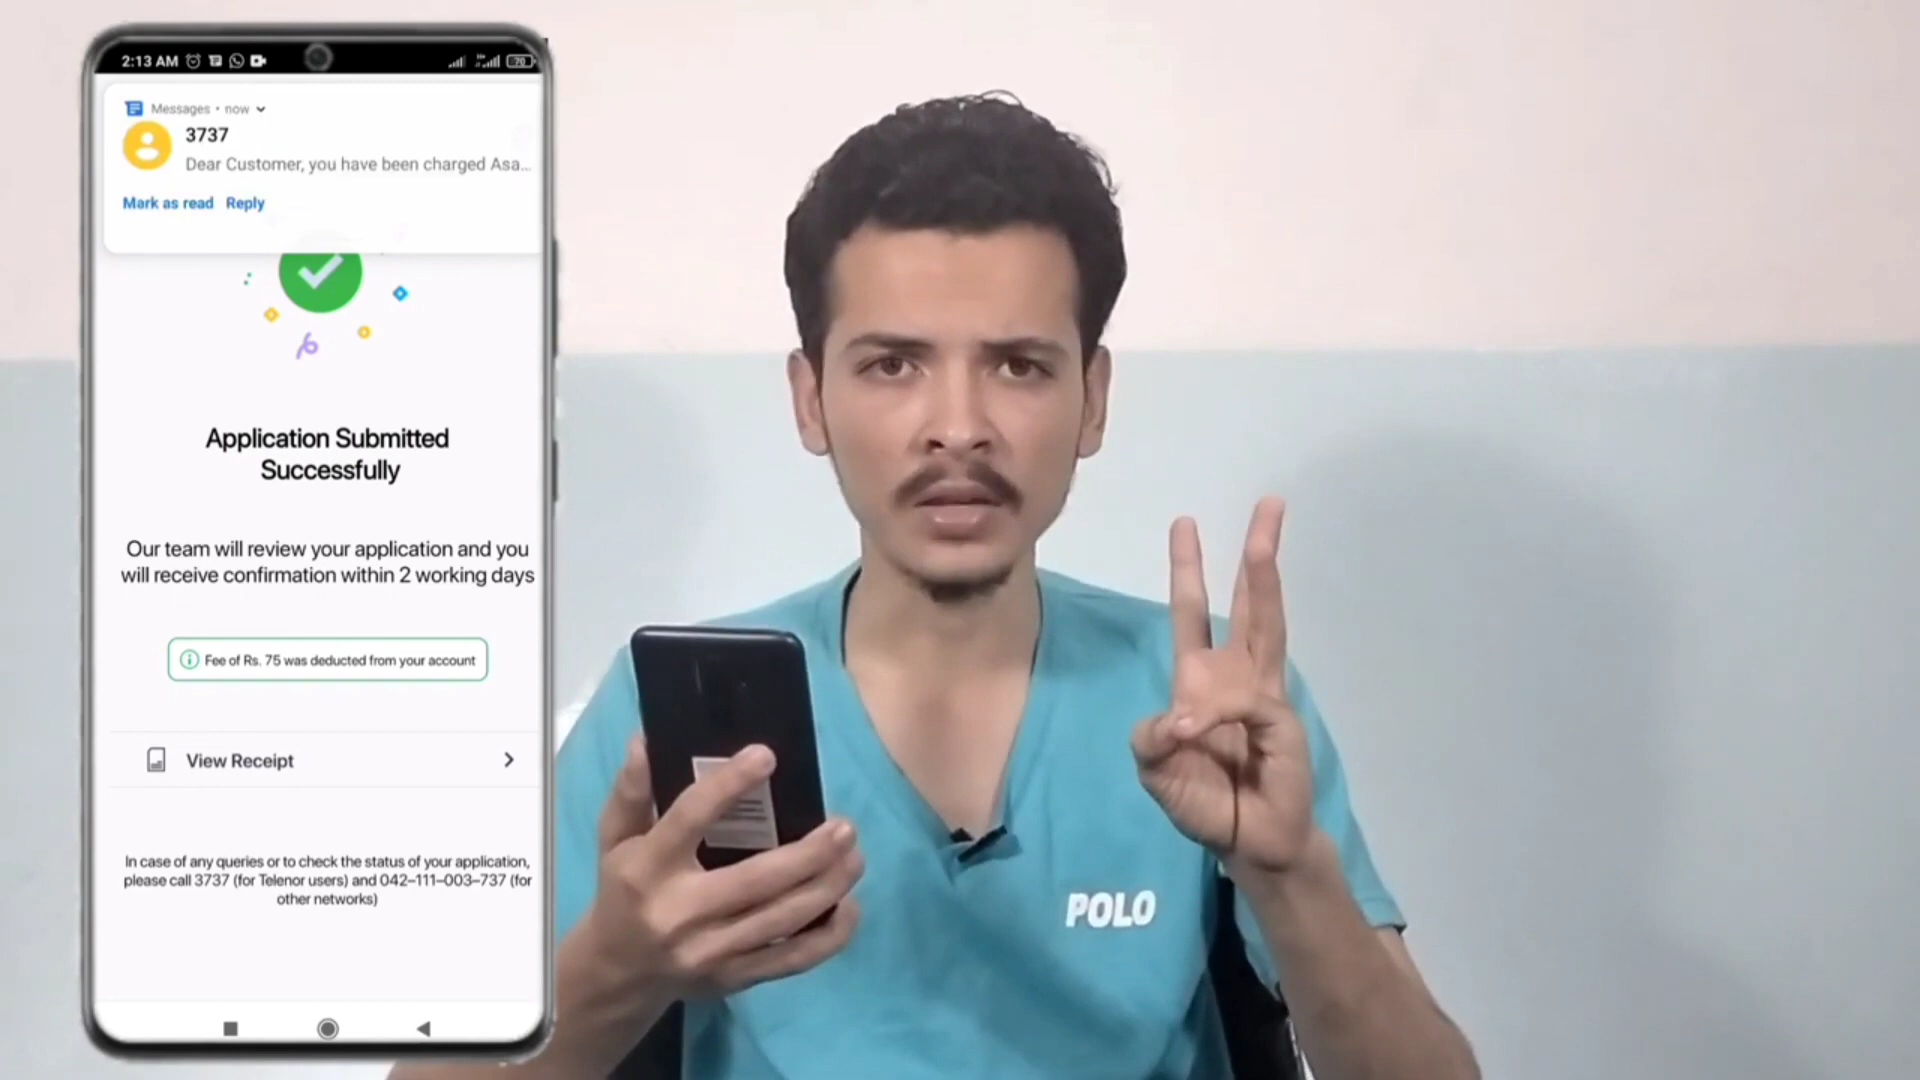 2:13 AM
70
Messages • now
3737
Dear Customer, you have been charged Asa...
Mark as read Reply
Application Submitted
Successfully
Our team will review your application and you
will receive confirmation within 2 working days
Fee of Rs. 75 was deducted from your account
View Receipt
In case of any queries or to check the status of your application,
please call 3737 (for Telenor users) and 042–111–003–737 (for
other networks)
POLO